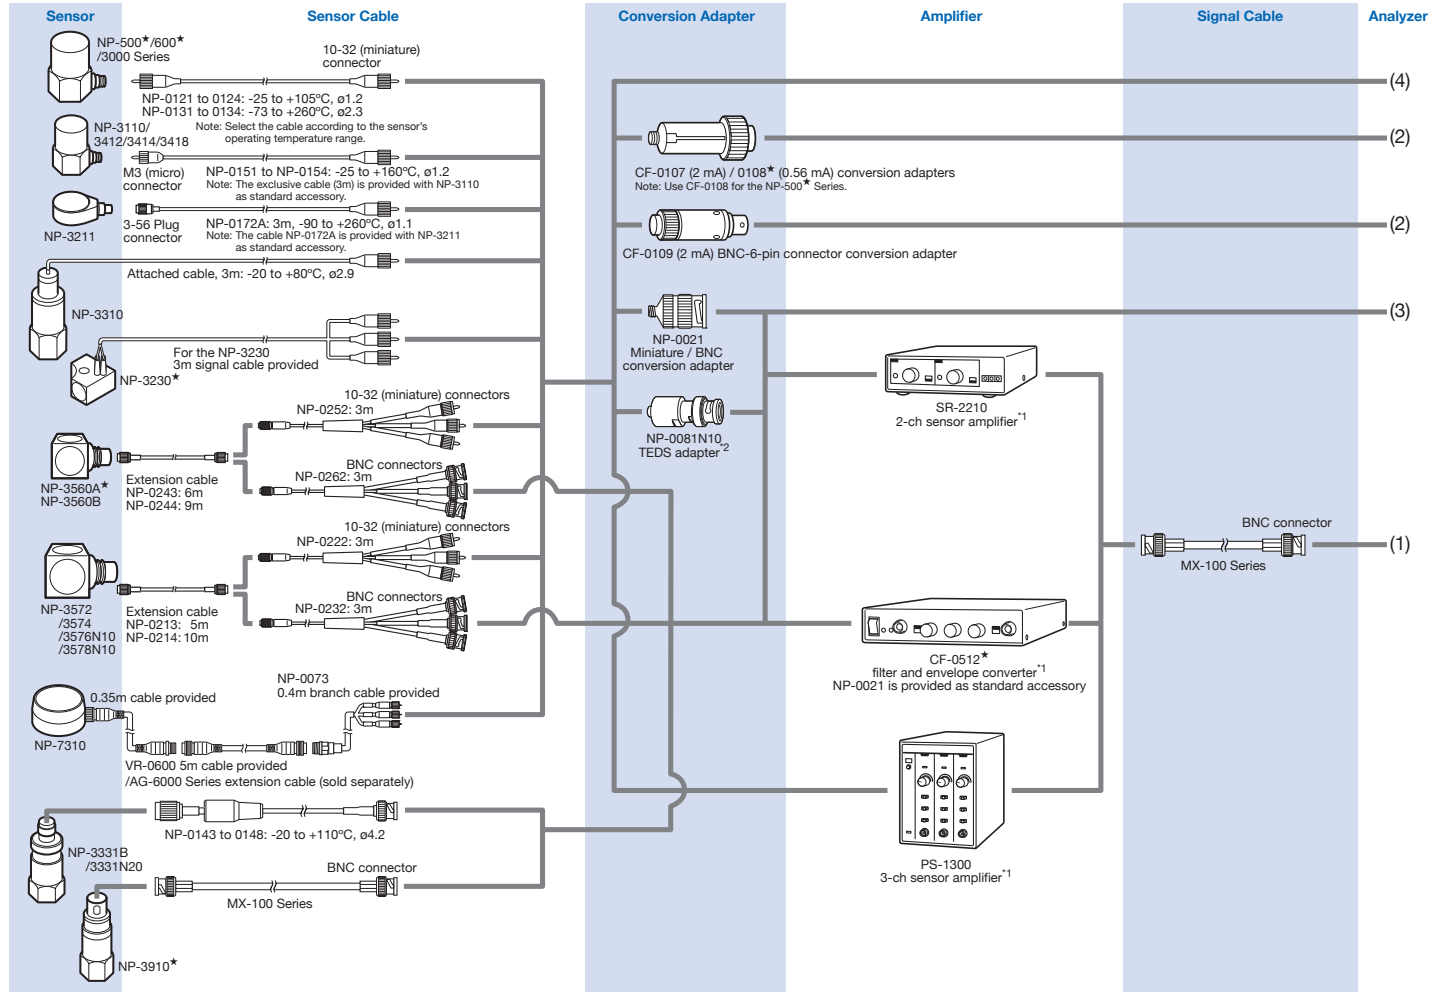 Sensor
Sensor Cable
Conversion Adapter
Amplifier
Signal Cable
Analyzer
NP-500★/600★
/3000 Series
10-32 (miniature)
connector
NP-0121 to 0124: -25 to +105ºC, ø1.2
NP-0131 to 0134: -73 to +260ºC, ø2.3
Note: Select the cable according to the sensor's
operating temperature range.
NP-3110/
3412/3414/3418
M3 (micro)
connector
NP-0151 to NP-0154: -25 to +160ºC, ø1.2
Note: The exclusive cable (3m) is provided with NP-3110
as standard accessory.
NP-3211
3-56 Plug
connector
NP-0172A: 3m, -90 to +260ºC, ø1.1
Note: The cable NP-0172A is provided with NP-3211
as standard accessory.
Attached cable, 3m: -20 to +80ºC, ø2.9
NP-3310
For the NP-3230
3m signal cable provided
NP-3230★
10-32 (miniature) connectors
NP-0252: 3m
BNC connectors
NP-0262: 3m
NP-3560A★
NP-3560B
Extension cable
NP-0243: 6m
NP-0244: 9m
10-32 (miniature) connectors
NP-0222: 3m
BNC connectors
NP-0232: 3m
NP-3572
/3574
/3576N10
/3578N10
Extension cable
NP-0213: 5m
NP-0214: 10m
NP-0073
0.4m branch cable provided
0.35m cable provided
NP-7310
VR-0600 5m cable provided
/AG-6000 Series extension cable (sold separately)
NP-0143 to 0148: -20 to +110ºC, ø4.2
NP-3331B
/3331N20
BNC connector
MX-100 Series
NP-3910★
CF-0107 (2 mA) / 0108★ (0.56 mA) conversion adapters
Note: Use CF-0108 for the NP-500★ Series.
CF-0109 (2 mA) BNC-6-pin connector conversion adapter
NP-0021
Miniature / BNC
conversion adapter
NP-0081N10
TEDS adapter*2
SR-2210
2-ch sensor amplifier*1
CF-0512★
filter and envelope converter*1
NP-0021 is provided as standard accessory
PS-1300
3-ch sensor amplifier*1
BNC connector
MX-100 Series
(4)
(2)
(2)
(3)
(1)